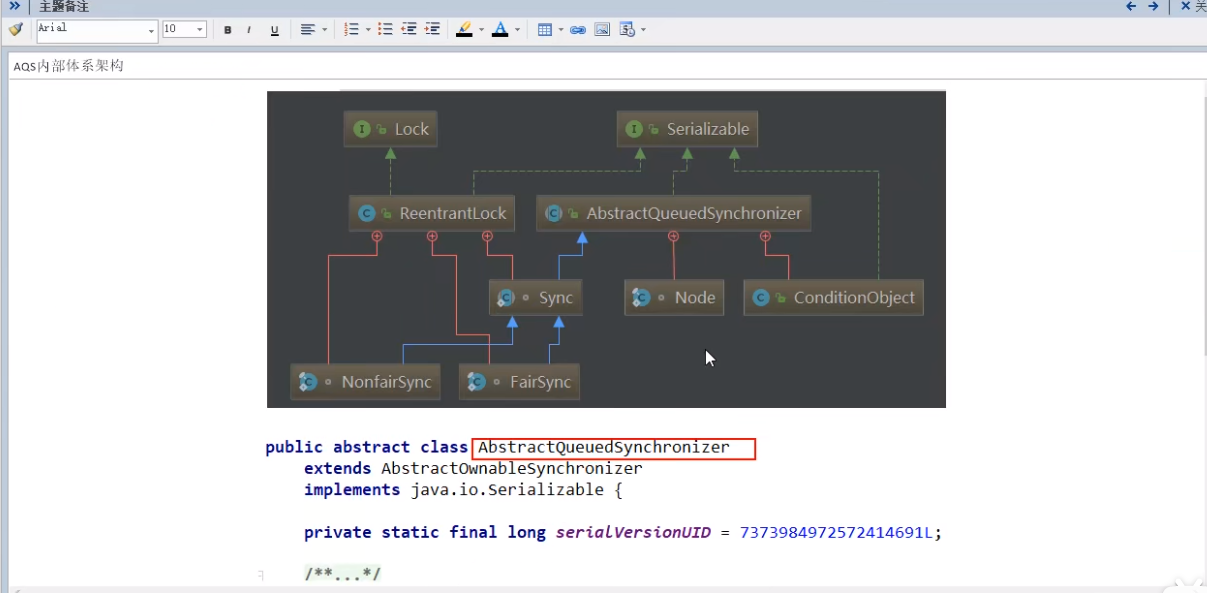 主题备注
关
Arial
10
B I U A
AQS内部体系架构
I Lock
I Serializable
C ReentrantLock
C AbstractQueuedSynchronizer
C Sync
C Node
C ConditionObject
C NonfairSync
C FairSync
public abstract class AbstractQueuedSynchronizer
extends AbstractOwnableSynchronizer
implements java.io.Serializable {
private static final long serialVersionUID = 7373984972572414691L;
/**...*/